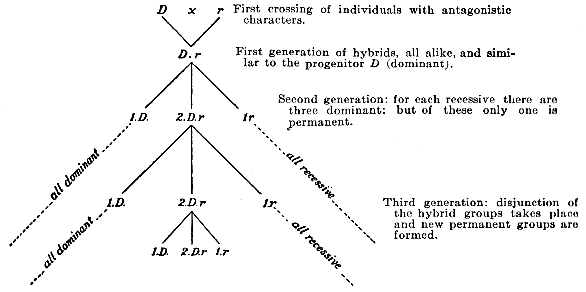 D x r
First crossing of individuals with antagonistic
characters.
D.r
First generation of hybrids, all alike, and simi-
lar to the progenitor D (dominant).
Second generation: for each recessive there are
three dominant: but of these only one is
permanent.
1.D. 2.D.r 1r.
all dominant
all recessive
1.D. 2.D.r 1.r.
Third generation: disjunction of
the hybrid groups takes place
and new permanent groups are
formed.
all dominant
all recessive
1.D. 2.D.r 1.r